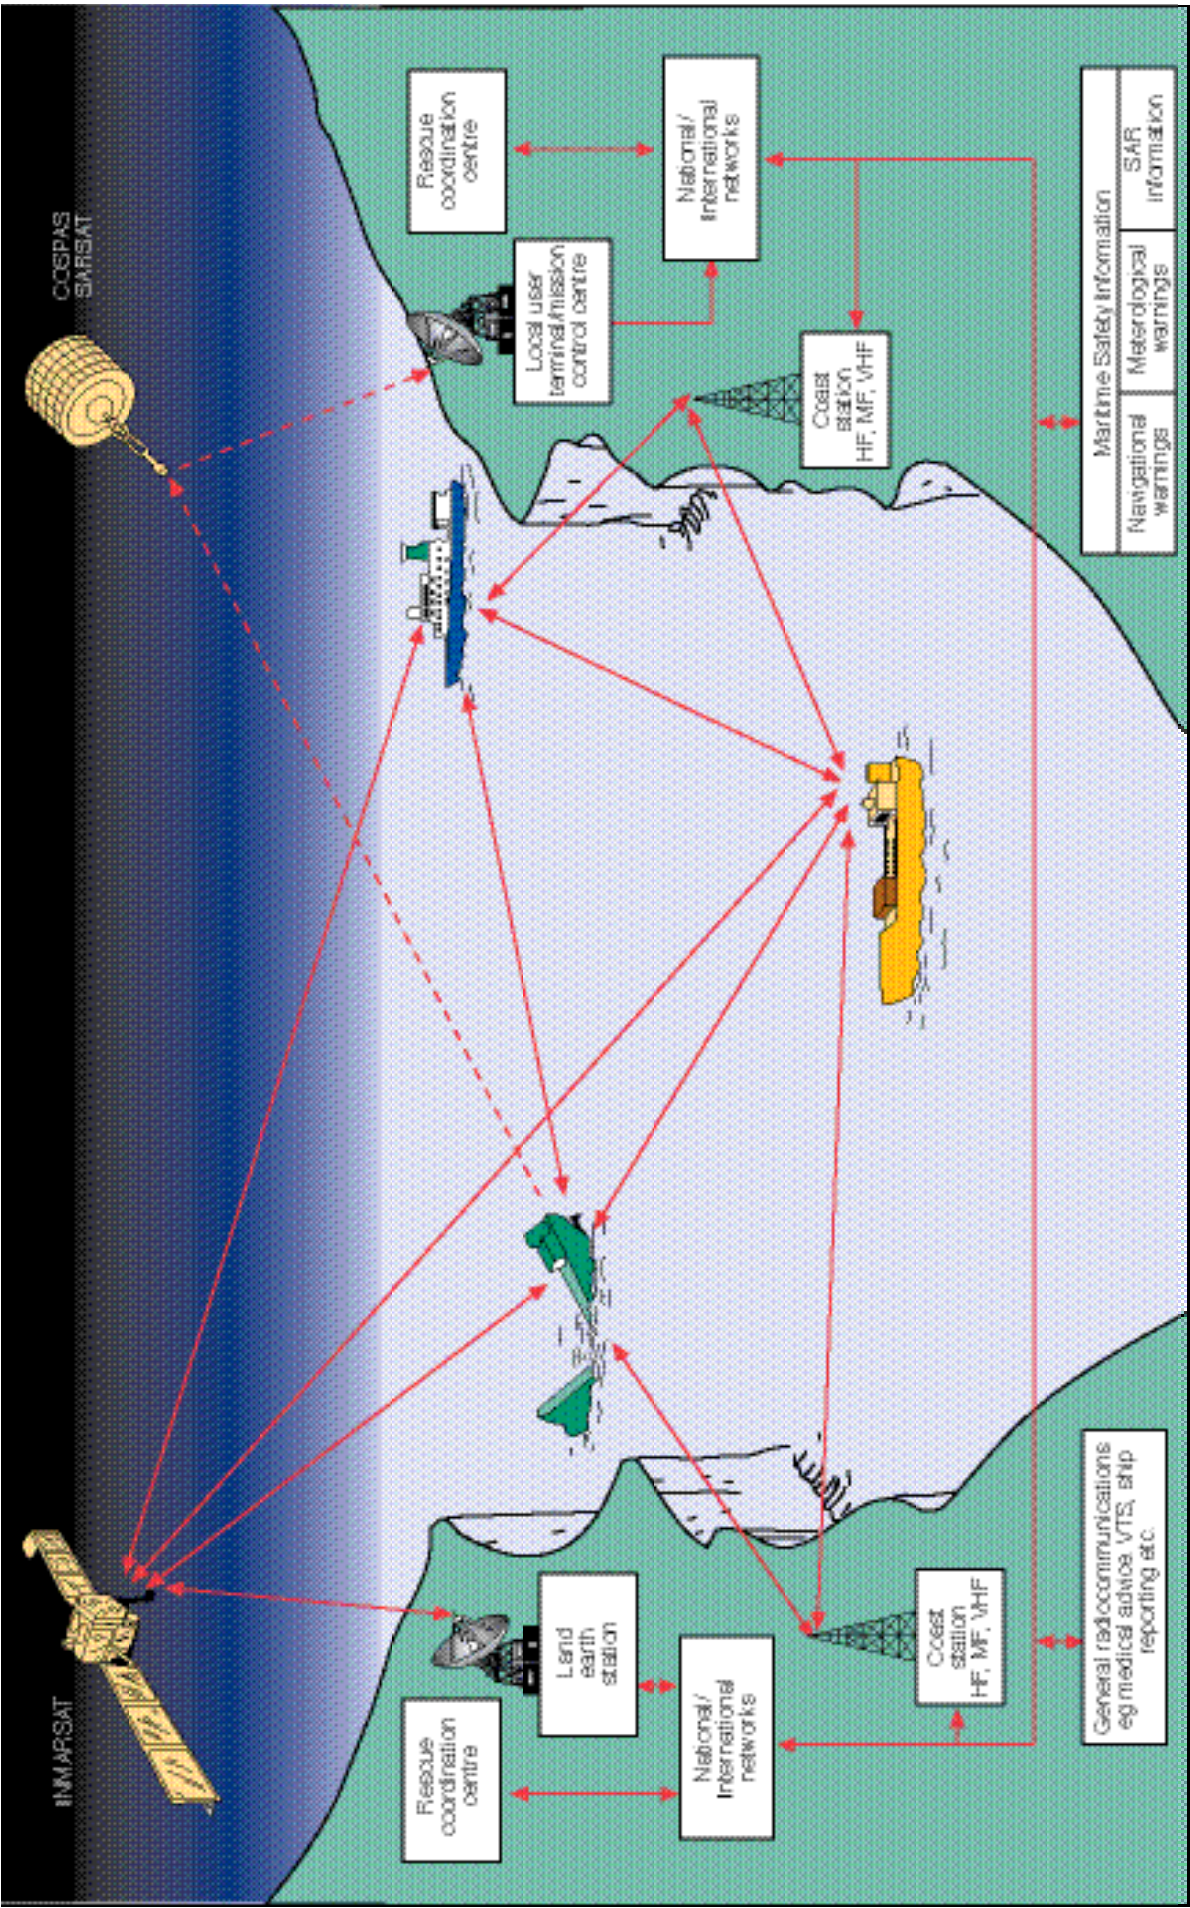 INMARSAT
COSPAS
SARSAT
Rescue
coordination
centre
Land
earth
station
National/
International
networks
Coast
station
HF, MF, VHF
General radiocommunications
eg medical advice. VTS, ship
reporting etc.
Rescue
coordination
centre
Local user
terminal/mission
control centre
National/
International
networks
Coast
station
HF, MF, VHF
Maritime Safety Information
Navigational
warnings
Meterological
warnings
SAR
information